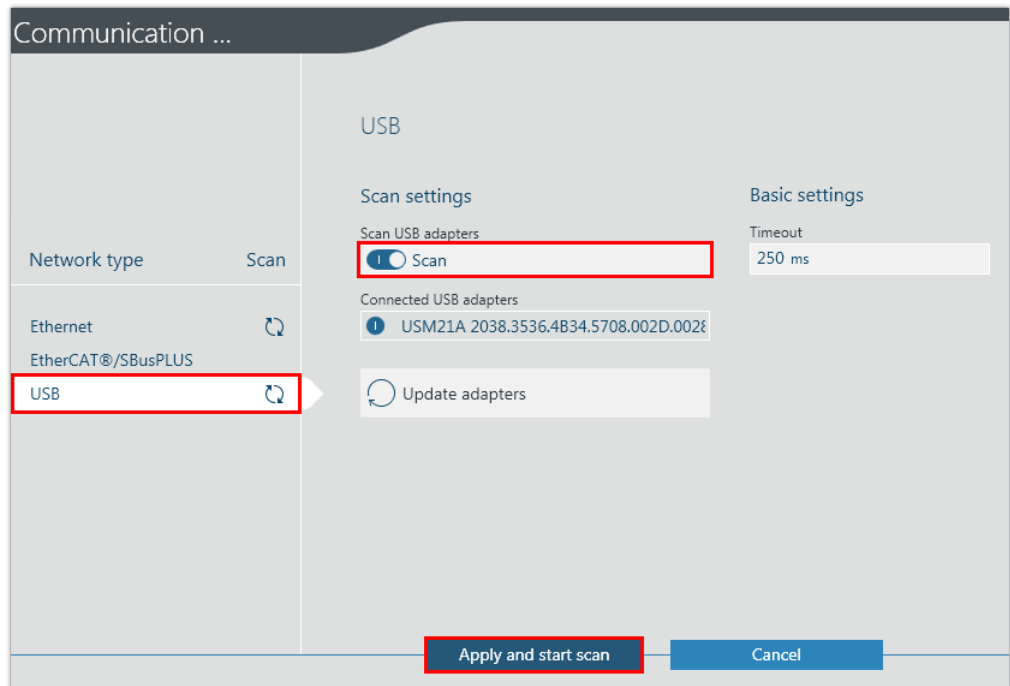 Communication ...
USB
Scan settings
Basic settings
Scan USB adapters
Timeout
Scan
250 ms
Network type
Scan
Connected USB adapters
USM21A 2038.3536.4B34.5708.002D.0028
Ethernet
EtherCAT®/SBusPLUS
USB
Update adapters
Apply and start scan
Cancel